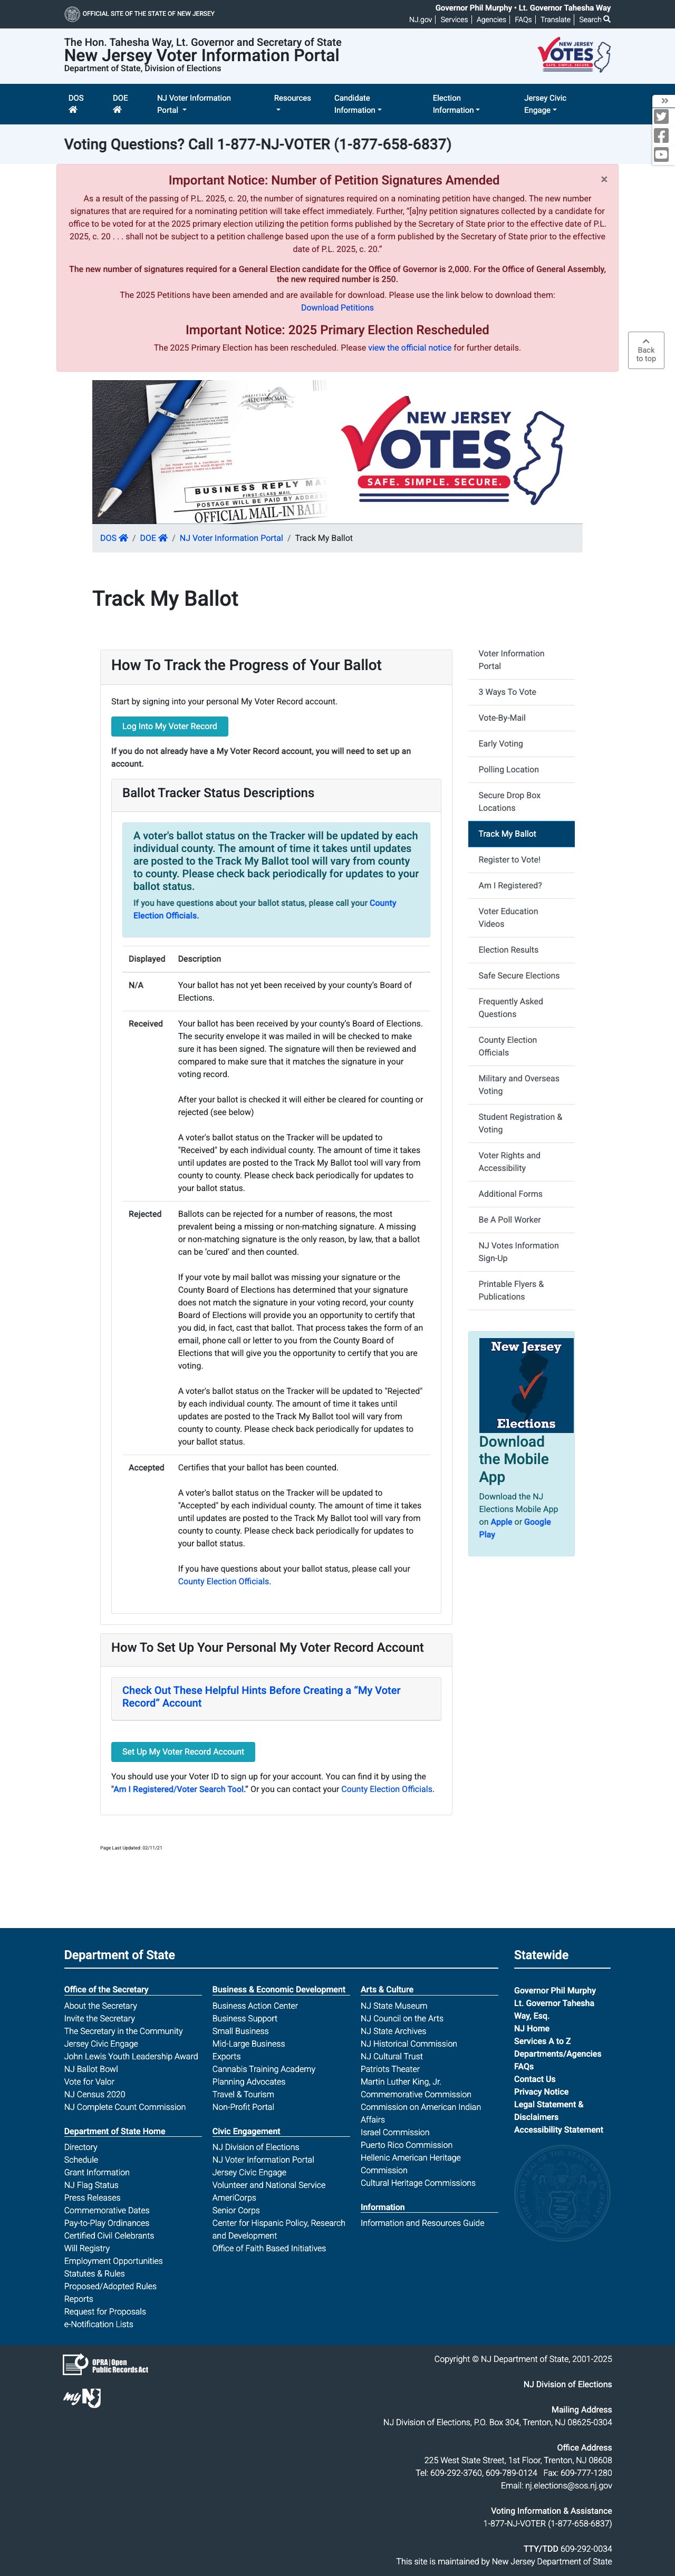 OFFICIAL SITE OF THE STATE OF NEW JERSEY
Governor Phil Murphy • Lt. Governor Tahesha Way
NJ.gov | Services | Agencies | FAQs | Translate | Search
The Hon. Tahesha Way, Lt. Governor and Secretary of State
New Jersey Voter Information Portal
Department of State, Division of Elections
NEW JERSEY
VOTES
SAFE. SIMPLE. SECURE.
DOS
DOE
NJ Voter Information
Portal
Resources
Candidate
Information
Election
Information
Jersey Civic
Engage
Voting Questions? Call 1-877-NJ-VOTER (1-877-658-6837)
Important Notice: Number of Petition Signatures Amended
×
As a result of the passing of P.L. 2025, c. 20, the number of signatures required on a nominating petition have changed. The new number
signatures that are required for a nominating petition will take effect immediately. Further, “[a]ny petition signatures collected by a candidate for
office to be voted for at the 2025 primary election utilizing the petition forms published by the Secretary of State prior to the effective date of P.L.
2025, c. 20 . . . shall not be subject to a petition challenge based upon the use of a form published by the Secretary of State prior to the effective
date of P.L. 2025, c. 20.”
The new number of signatures required for a General Election candidate for the Office of Governor is 2,000. For the Office of General Assembly,
the new required number is 250.
The 2025 Petitions have been amended and are available for download. Please use the link below to download them:
Download Petitions
Important Notice: 2025 Primary Election Rescheduled
The 2025 Primary Election has been rescheduled. Please view the official notice for further details.
Back
to top
BUSINESS REPLY MAIL
FIRST-CLASS MAIL
POSTAGE WILL BE PAID BY ADDR
OFFICIAL MAIL-IN BAL
NEW JERSEY
VOTES
SAFE. SIMPLE. SECURE.
DOS / DOE / NJ Voter Information Portal / Track My Ballot
Track My Ballot
How To Track the Progress of Your Ballot
Start by signing into your personal My Voter Record account.
Log Into My Voter Record
If you do not already have a My Voter Record account, you will need to set up an
account.
Ballot Tracker Status Descriptions
A voter's ballot status on the Tracker will be updated by each
individual county. The amount of time it takes until updates
are posted to the Track My Ballot tool will vary from county
to county. Please check back periodically for updates to your
ballot status.
If you have questions about your ballot status, please call your County
Election Officials.
Displayed Description
N/A Your ballot has not yet been received by your county’s Board of
Elections.
Received Your ballot has been received by your county’s Board of Elections.
The security envelope it was mailed in will be checked to make
sure it has been signed. The signature will then be reviewed and
compared to make sure that it matches the signature in your
voting record.
After your ballot is checked it will either be cleared for counting or
rejected (see below)
A voter's ballot status on the Tracker will be updated to
"Received" by each individual county. The amount of time it takes
until updates are posted to the Track My Ballot tool will vary from
county to county. Please check back periodically for updates to
your ballot status.
Rejected Ballots can be rejected for a number of reasons, the most
prevalent being a missing or non-matching signature. A missing
or non-matching signature is the only reason, by law, that a ballot
can be ‘cured’ and then counted.
If your vote by mail ballot was missing your signature or the
County Board of Elections has determined that your signature
does not match the signature in your voting record, your county
Board of Elections will provide you an opportunity to certify that
you did, in fact, cast that ballot. That process takes the form of an
email, phone call or letter to you from the County Board of
Elections that will give you the opportunity to certify that you are
voting.
A voter's ballot status on the Tracker will be updated to "Rejected"
by each individual county. The amount of time it takes until
updates are posted to the Track My Ballot tool will vary from
county to county. Please check back periodically for updates to
your ballot status.
Accepted Certifies that your ballot has been counted.
A voter's ballot status on the Tracker will be updated to
"Accepted" by each individual county. The amount of time it takes
until updates are posted to the Track My Ballot tool will vary from
county to county. Please check back periodically for updates to
your ballot status.
If you have questions about your ballot status, please call your
County Election Officials.
How To Set Up Your Personal My Voter Record Account
Check Out These Helpful Hints Before Creating a “My Voter
Record” Account
Set Up My Voter Record Account
You should use your Voter ID to sign up for your account. You can find it by using the
"Am I Registered/Voter Search Tool." Or you can contact your County Election Officials.
Page Last Updated: 02/11/21
Voter Information
Portal
3 Ways To Vote
Vote-By-Mail
Early Voting
Polling Location
Secure Drop Box
Locations
Track My Ballot
Register to Vote!
Am I Registered?
Voter Education
Videos
Election Results
Safe Secure Elections
Frequently Asked
Questions
County Election
Officials
Military and Overseas
Voting
Student Registration &
Voting
Voter Rights and
Accessibility
Additional Forms
Be A Poll Worker
NJ Votes Information
Sign-Up
Printable Flyers &
Publications
New Jersey
Elections
Download
the Mobile
App
Download the NJ
Elections Mobile App
on Apple or Google
Play
Department of State
Office of the Secretary
About the Secretary
Invite the Secretary
The Secretary in the Community
Jersey Civic Engage
John Lewis Youth Leadership Award
NJ Ballot Bowl
Vote for Valor
NJ Census 2020
NJ Complete Count Commission
Department of State Home
Directory
Schedule
Grant Information
NJ Flag Status
Press Releases
Commemorative Dates
Pay-to-Play Ordinances
Certified Civil Celebrants
Will Registry
Employment Opportunities
Statutes & Rules
Proposed/Adopted Rules
Reports
Request for Proposals
e-Notification Lists
Business & Economic Development
Business Action Center
Business Support
Small Business
Mid-Large Business
Exports
Cannabis Training Academy
Planning Advocates
Travel & Tourism
Non-Profit Portal
Civic Engagement
NJ Division of Elections
NJ Voter Information Portal
Jersey Civic Engage
Volunteer and National Service
AmeriCorps
Senior Corps
Center for Hispanic Policy, Research
and Development
Office of Faith Based Initiatives
Arts & Culture
NJ State Museum
NJ Council on the Arts
NJ State Archives
NJ Historical Commission
NJ Cultural Trust
Patriots Theater
Martin Luther King, Jr.
Commemorative Commission
Commission on American Indian
Affairs
Israel Commission
Puerto Rico Commission
Hellenic American Heritage
Commission
Cultural Heritage Commissions
Information
Information and Resources Guide
Statewide
Governor Phil Murphy
Lt. Governor Tahesha
Way, Esq.
NJ Home
Services A to Z
Departments/Agencies
FAQs
Contact Us
Privacy Notice
Legal Statement &
Disclaimers
Accessibility Statement
OPRA | Open
Public Records Act
my NJ
Copyright © NJ Department of State, 2001-2025
NJ Division of Elections
Mailing Address
NJ Division of Elections, P.O. Box 304, Trenton, NJ 08625-0304
Office Address
225 West State Street, 1st Floor, Trenton, NJ 08608
Tel: 609-292-3760, 609-789-0124 Fax: 609-777-1280
Email: nj.elections@sos.nj.gov
Voting Information & Assistance
1-877-NJ-VOTER (1-877-658-6837)
TTY/TDD 609-292-0034
This site is maintained by New Jersey Department of State